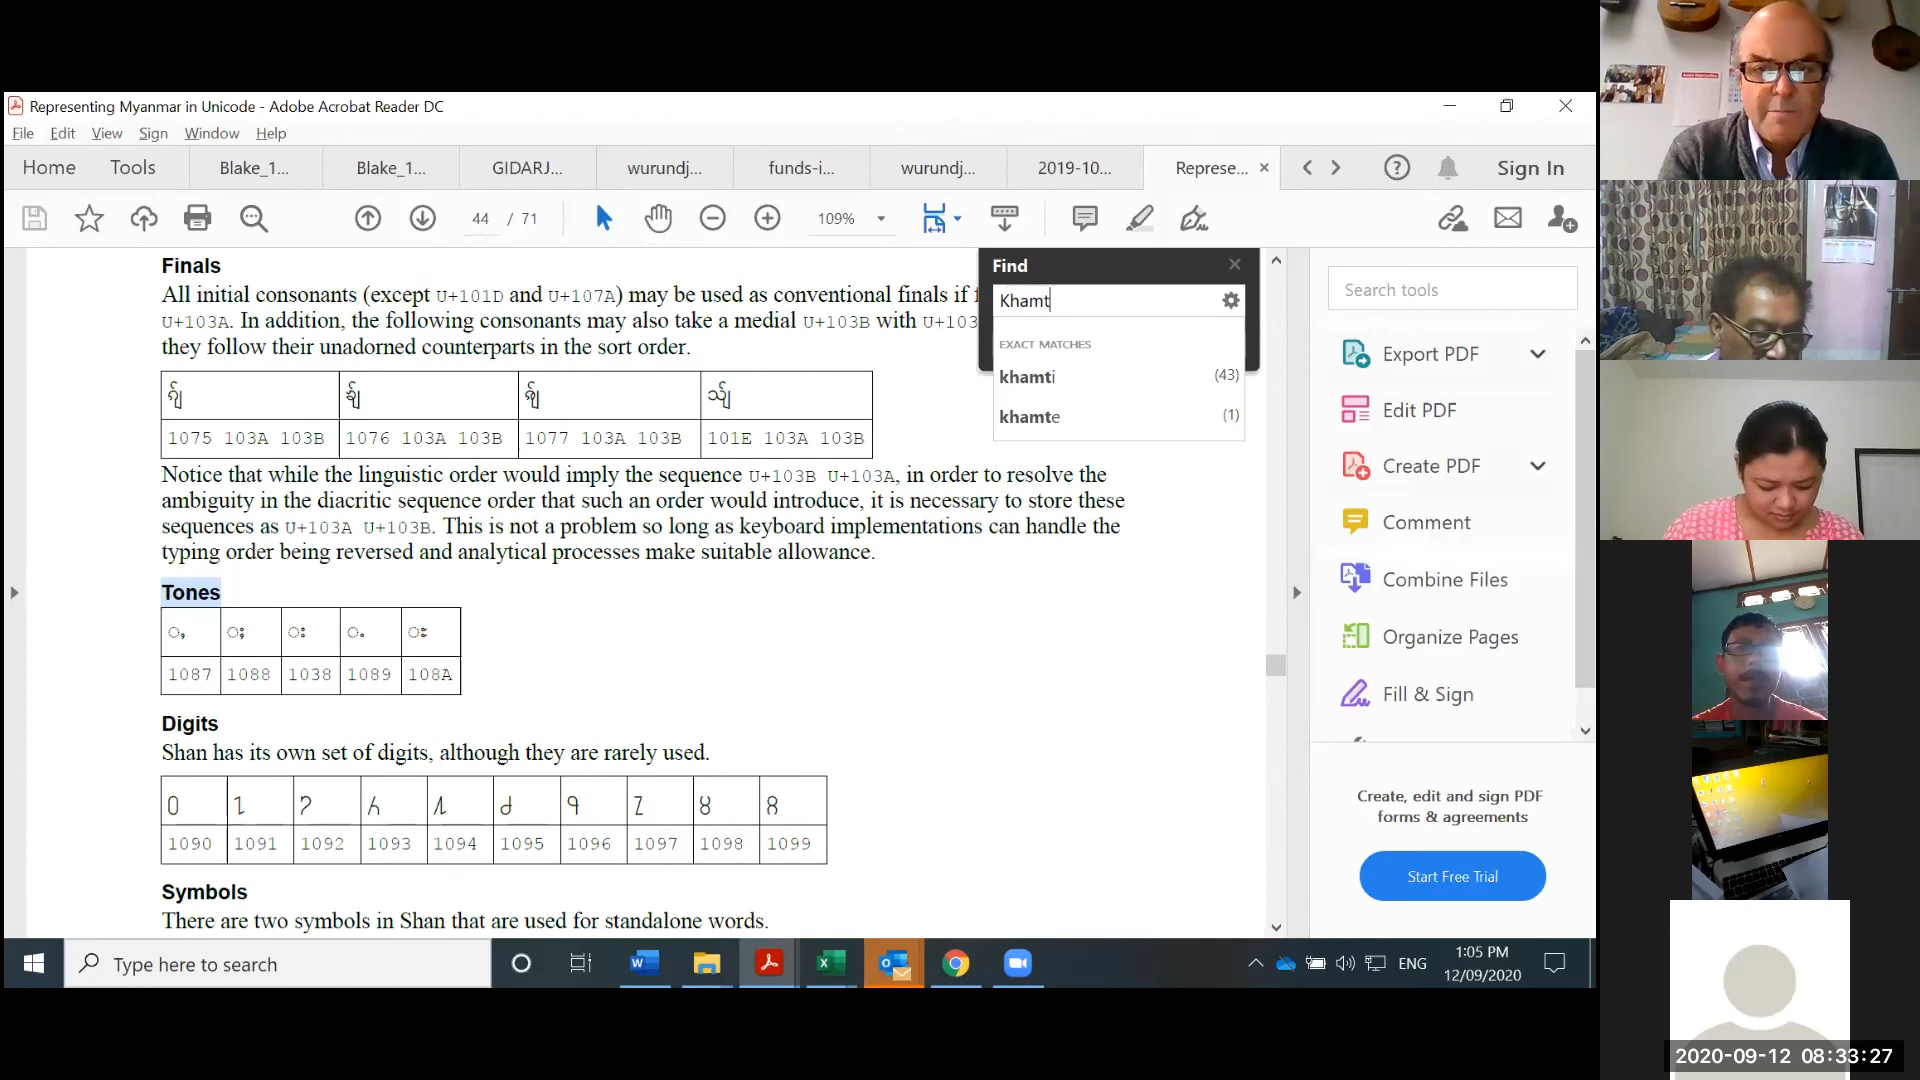 Representing Myanmar in Unicode - Adobe Acrobat Reader DC
File Edit View Sign Window Help
Home Tools Blake_1... Blake_1... GIDARJ... wurundj... funds-i... wurundj... 2019-10... Represe... Sign In
44 / 71 109%
Finals
All initial consonants (except U+101D and U+107A) may be used as conventional finals if
U+103A. In addition, the following consonants may also take a medial U+103B with U+103
they follow their unadorned counterparts in the sort order.
1075 103A 103B 1076 103A 103B 1077 103A 103B 101E 103A 103B
Notice that while the linguistic order would imply the sequence U+103B U+103A, in order to resolve the
ambiguity in the diacritic sequence order that such an order would introduce, it is necessary to store these
sequences as U+103A U+103B. This is not a problem so long as keyboard implementations can handle the
typing order being reversed and analytical processes make suitable allowance.
Tones
1087 1088 1038 1089 108A
Digits
Shan has its own set of digits, although they are rarely used.
႐ ႑ ႒ ႓ ႔ ႕ ႖ ႗ ႘ ႙
1090 1091 1092 1093 1094 1095 1096 1097 1098 1099
Symbols
There are two symbols in Shan that are used for standalone words.
Find
Khamt
EXACT MATCHES
khamti (43)
khamte (1)
Search tools
Export PDF
Edit PDF
Create PDF
Comment
Combine Files
Organize Pages
Fill & Sign
Create, edit and sign PDF
forms & agreements
Start Free Trial
Type here to search
ENG
1:05 PM
12/09/2020
2020-09-12 08:33:27